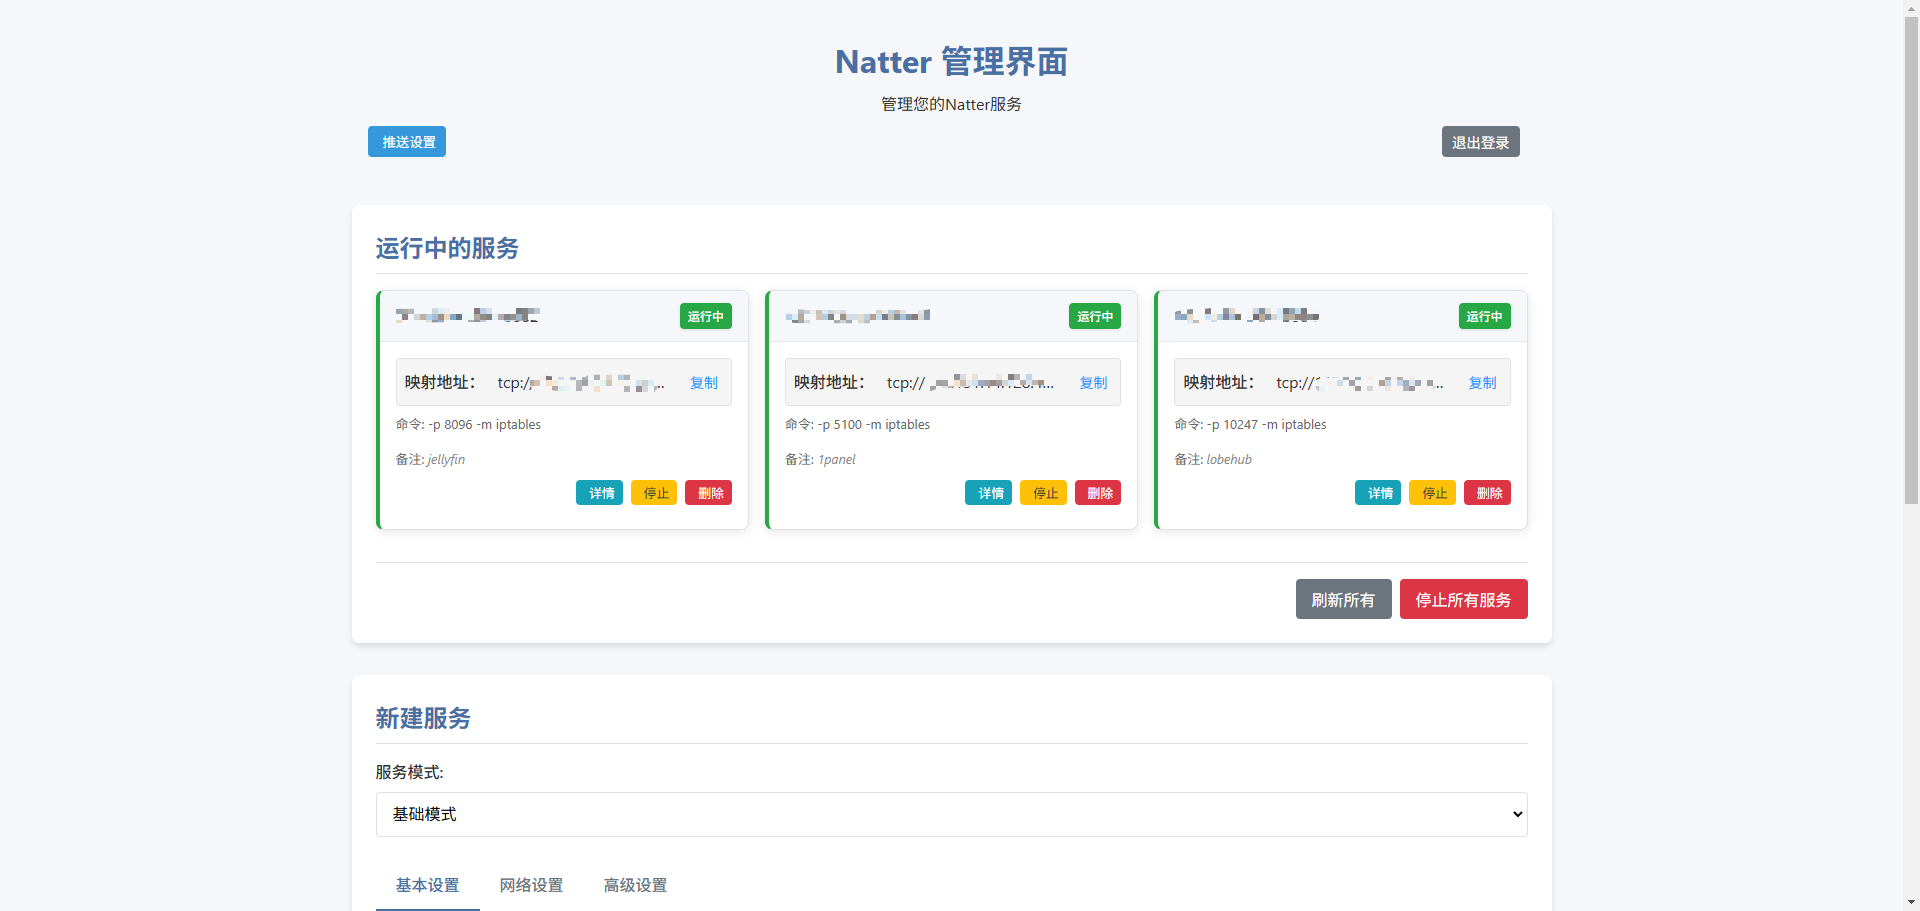 Natter 管理界面
管理您的Natter服务
推送设置
退出登录
运行中的服务
运行中
运行中
运行中
映射地址： tcp:/ ... 复制
映射地址： tcp:// ... 复制
映射地址： tcp:// .. 复制
命令: -p 8096 -m iptables
命令: -p 5100 -m iptables
命令: -p 10247 -m iptables
备注: jellyfin
备注: 1panel
备注: lobehub
详情 停止 删除
详情 停止 删除
详情 停止 删除
刷新所有 停止所有服务
新建服务
服务模式:
基础模式
基本设置 网络设置 高级设置